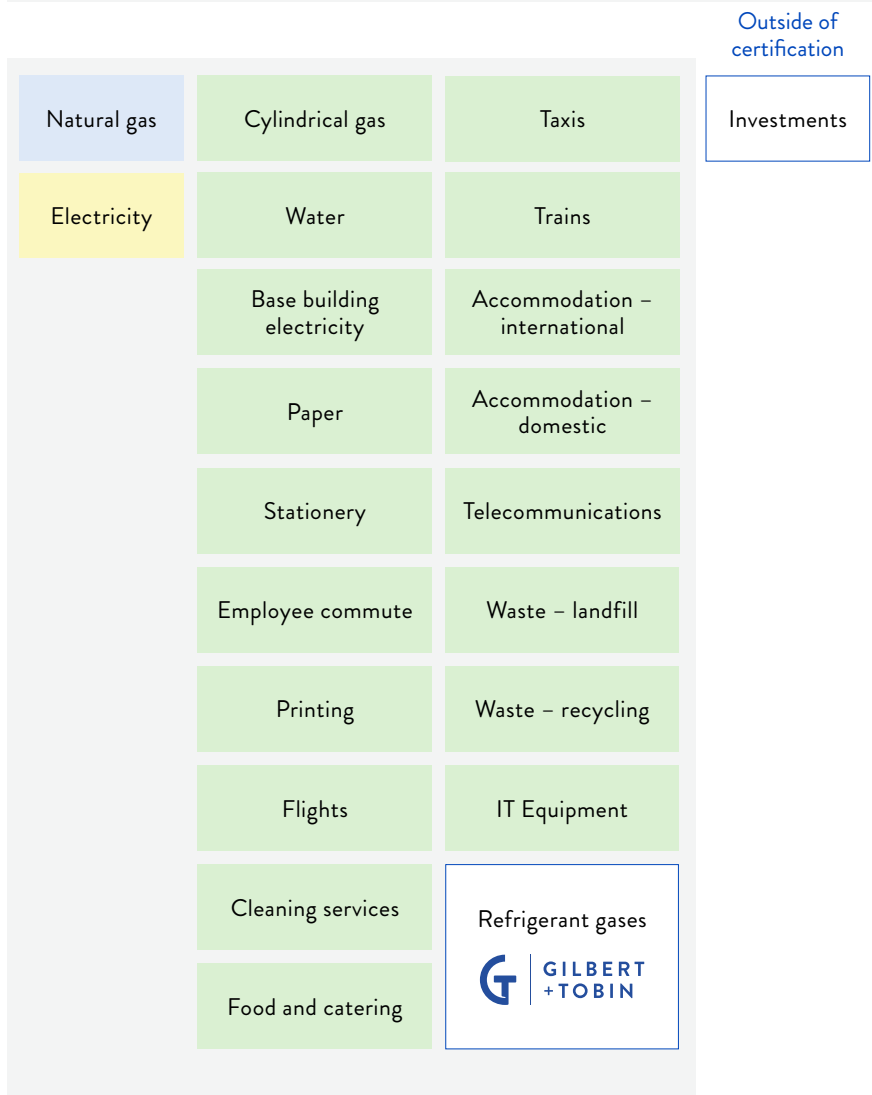 Outside of
certification
Natural gas
Cylindrical gas
Taxis
Investments
Electricity
Water
Trains
Base building
electricity
Accommodation –
international
Paper
Accommodation –
domestic
Stationery
Telecommunications
Employee commute
Waste – landfill
Printing
Waste – recycling
Flights
IT Equipment
Cleaning services
Refrigerant gases
GILBERT
+TOBIN
Food and catering